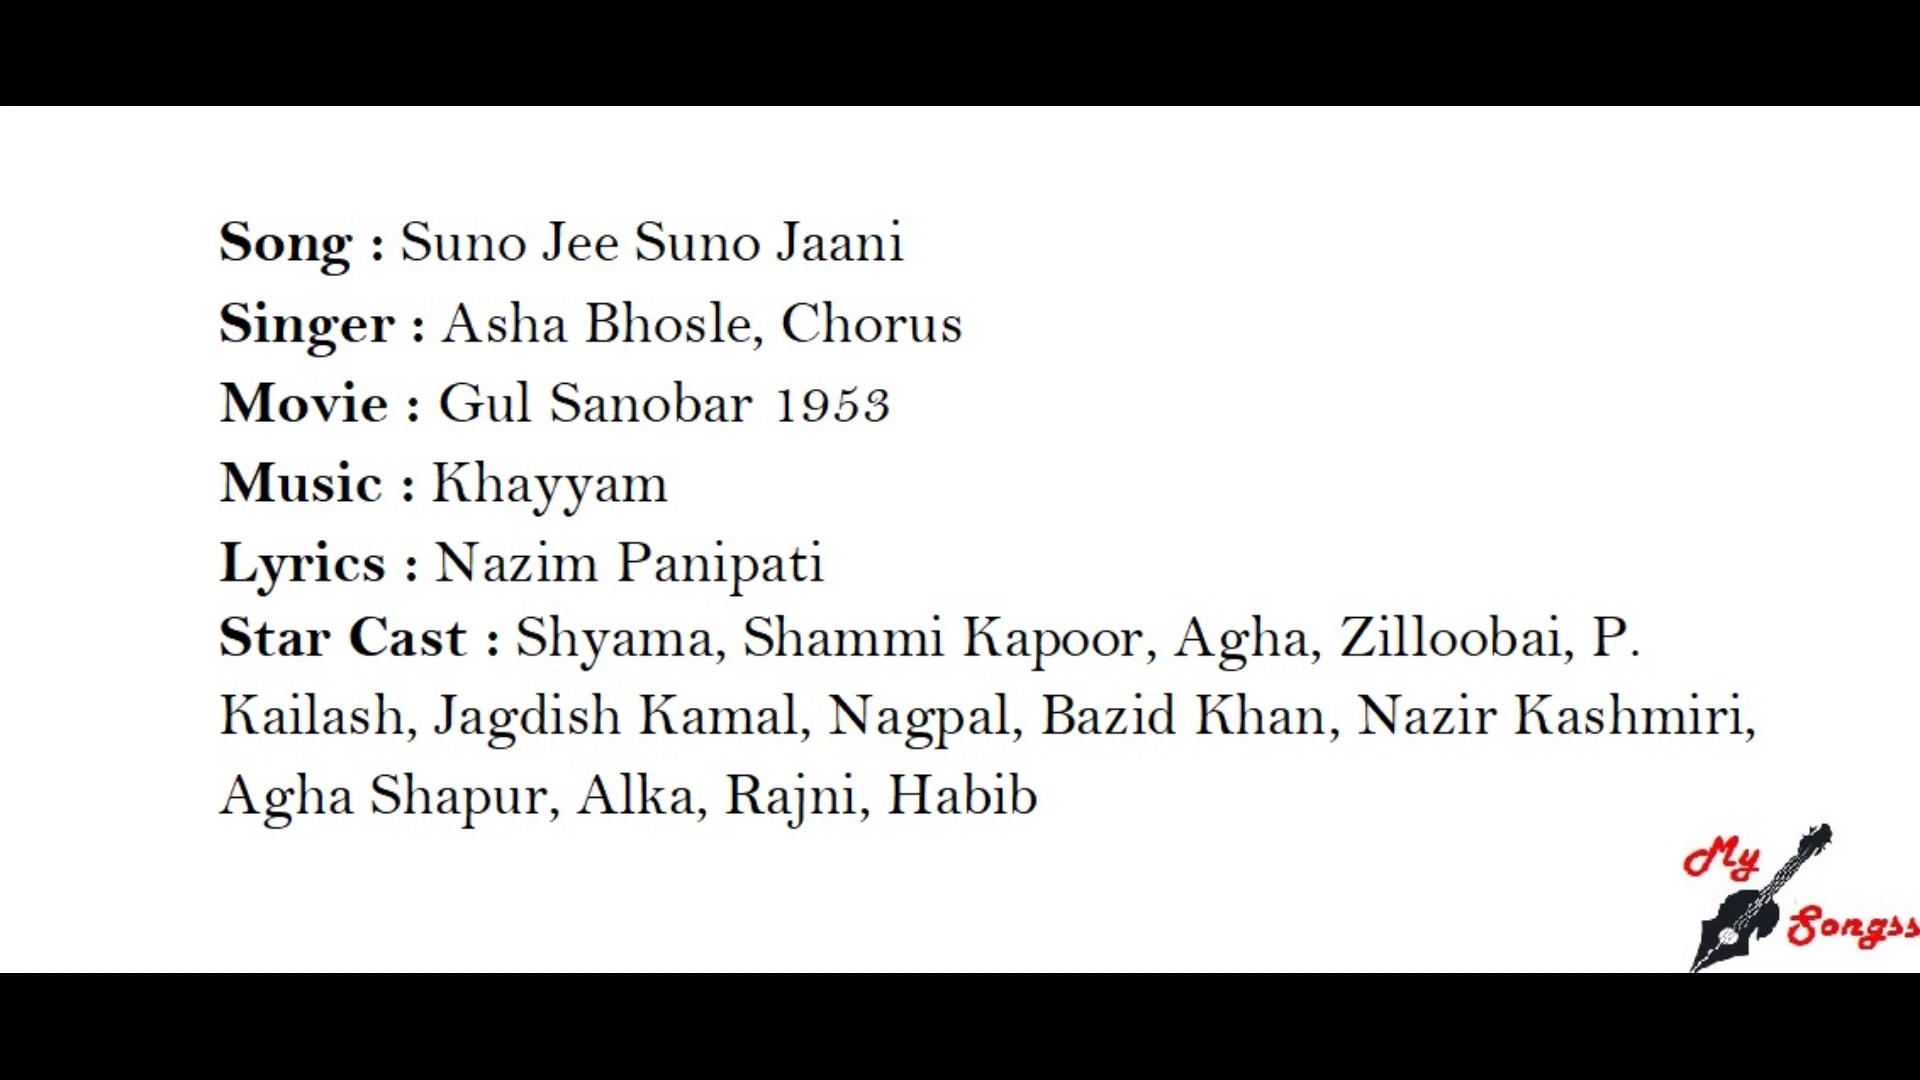 Song : Suno Jee Suno Jaani
Singer : Asha Bhosle, Chorus
Movie : Gul Sanobar 1953
Music : Khayyam
Lyrics : Nazim Panipati
Star Cast : Shyama, Shammi Kapoor, Agha, Zilloobai, P.
Kailash, Jagdish Kamal, Nagpal, Bazid Khan, Nazir Kashmiri,
Agha Shapur, Alka, Rajni, Habib
My
Songss